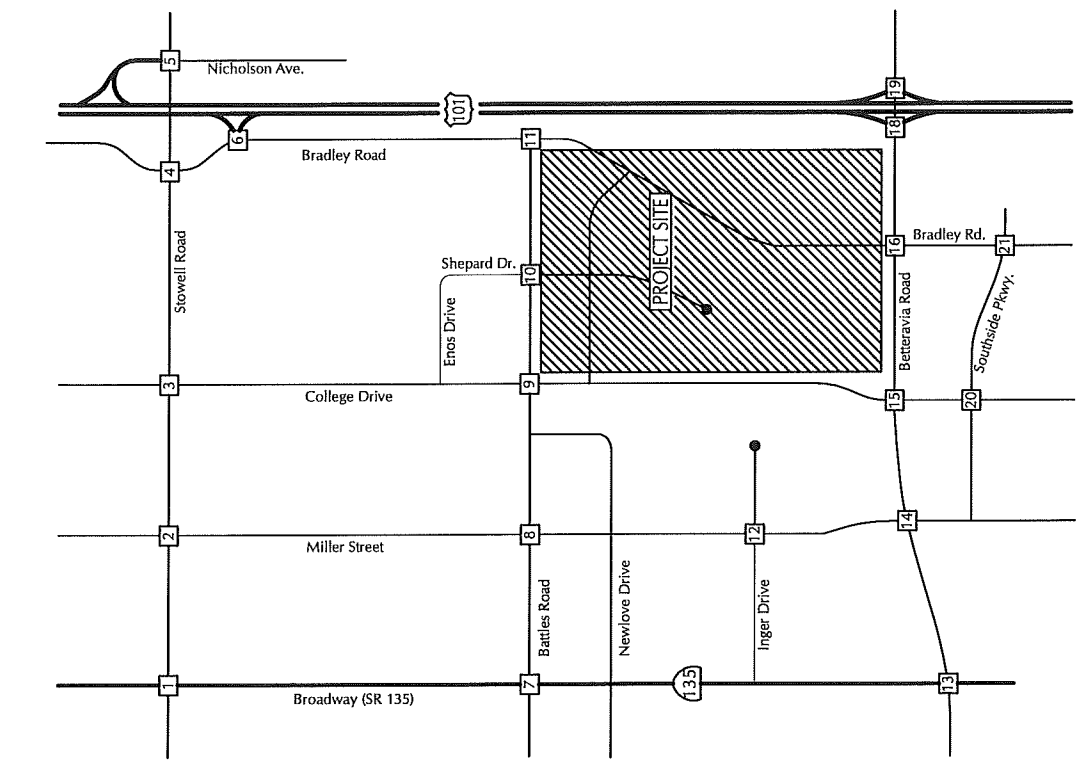 5
Nicholson Ave.
19
101
18
6
11
Bradley Road
4
Stowell Road
PROJECT SITE
Shepard Dr.
10
Enos Drive
16
Bradley Rd.
21
Betteravia Road
Southside Pkwy.
3
College Drive
9
15
20
2
Miller Street
8
12
14
Battles Road
Newlove Drive
Inger Drive
1
Broadway (SR 135)
7
135
13